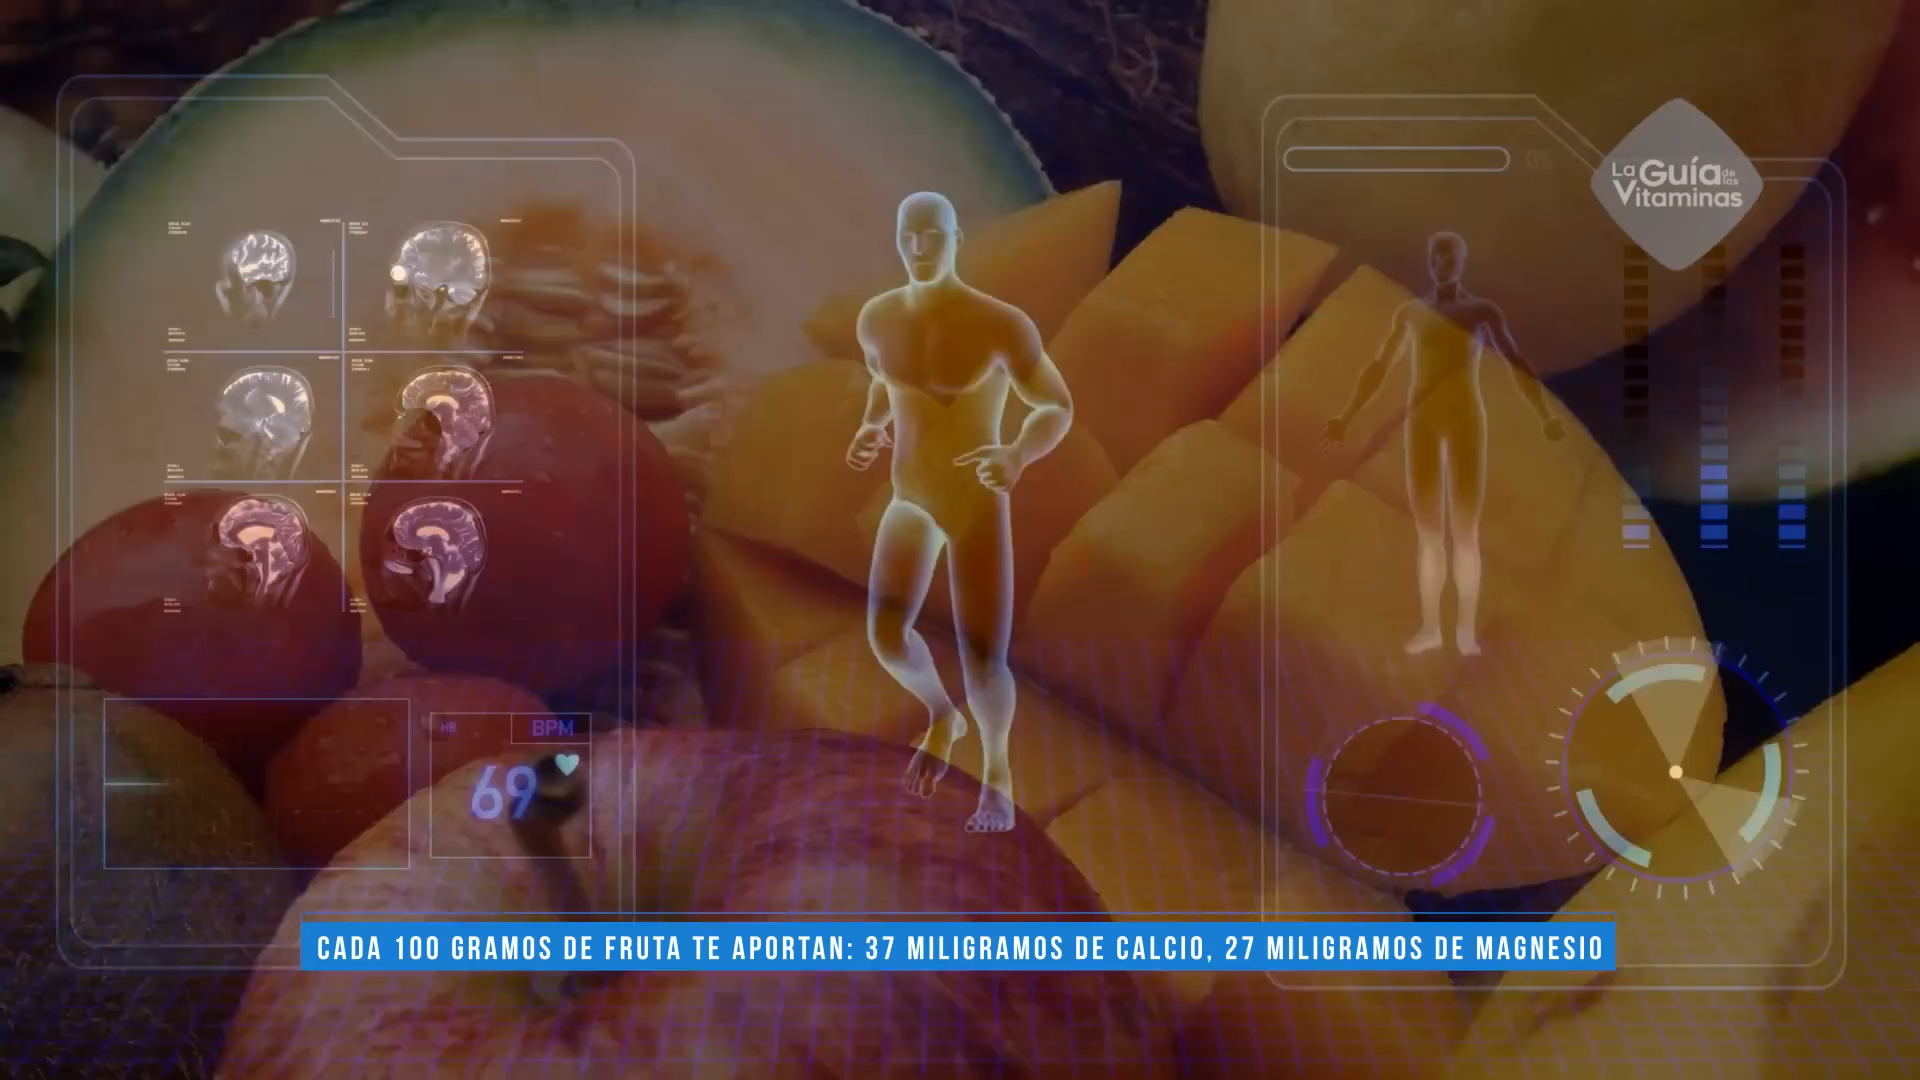 La Guía de las
Vitaminas
HR
BPM
69
CADA 100 GRAMOS DE FRUTA TE APORTAN: 37 MILIGRAMOS DE CALCIO, 27 MILIGRAMOS DE MAGNESIO